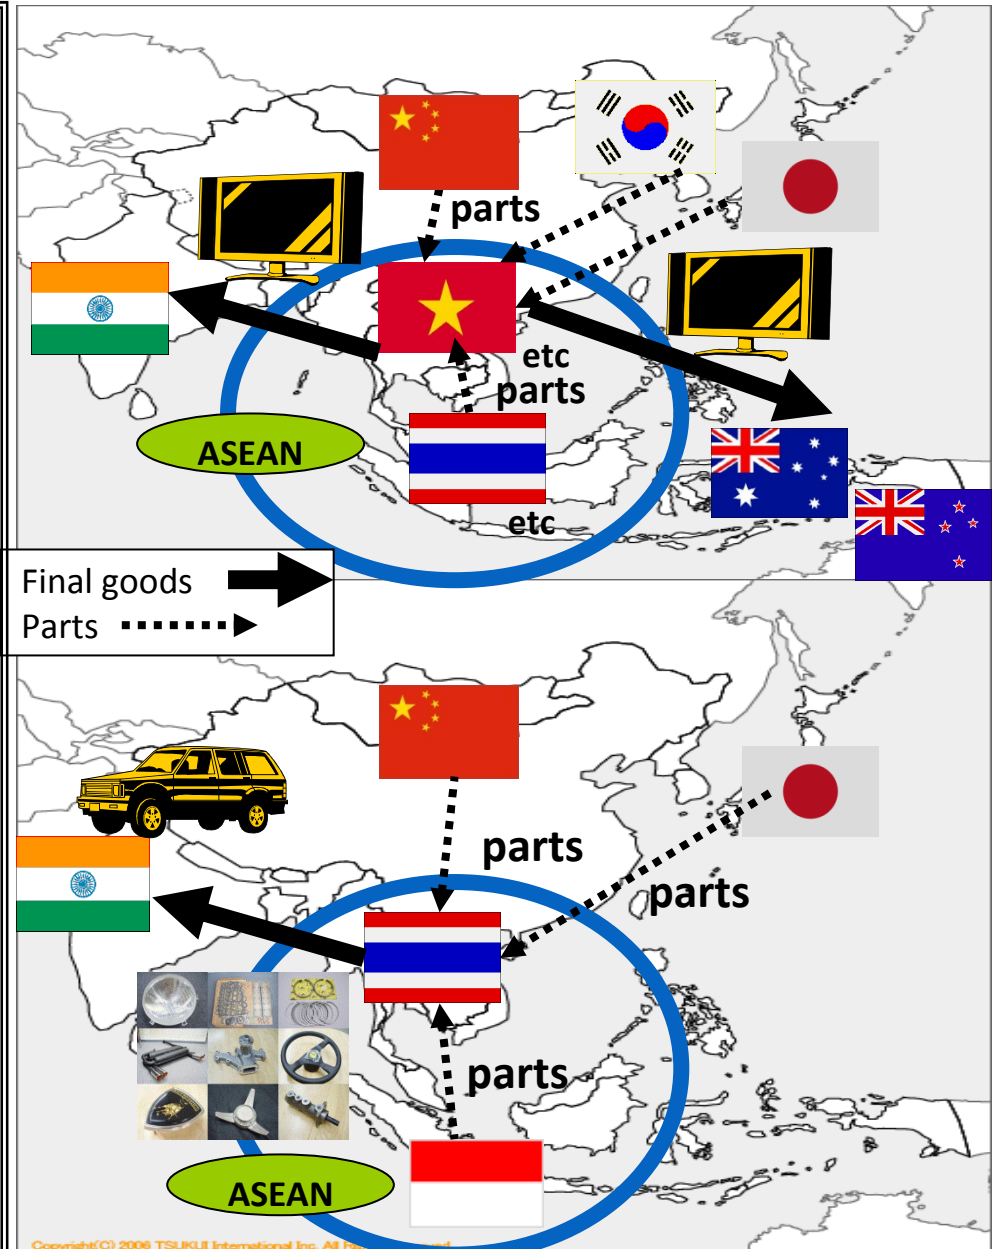 parts
etc
parts
ASEAN
etc
Final goods
Parts
parts
parts
parts
ASEAN
Copyright(C) 2006 TSUKUI International Inc. All